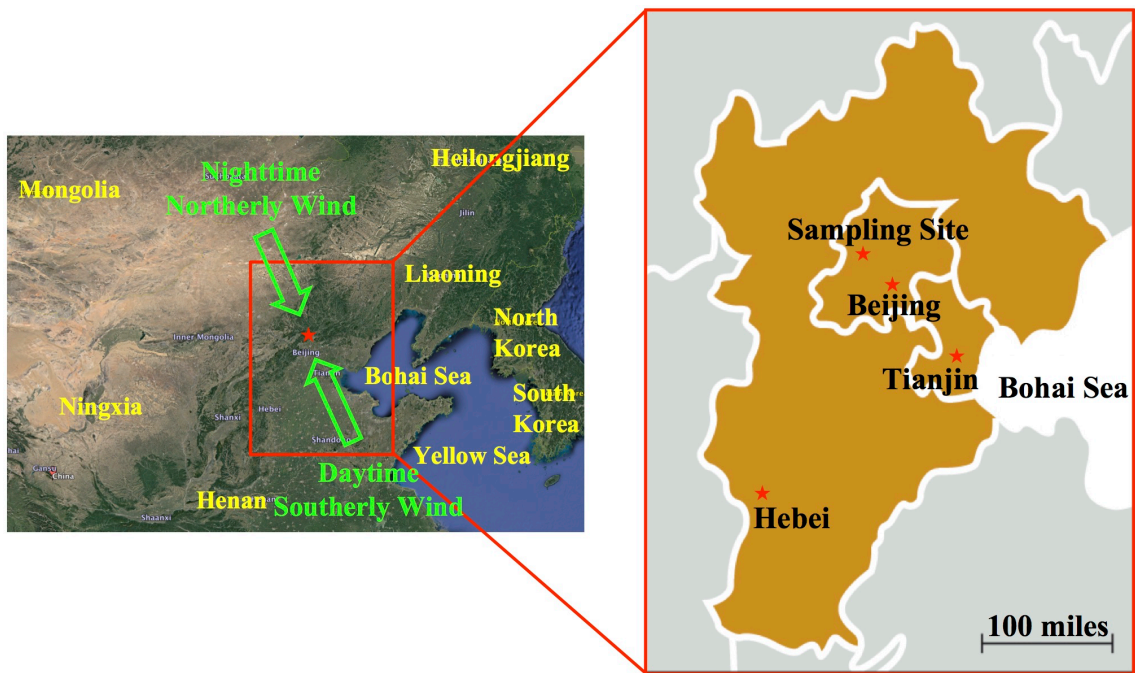 Heilongjiang
Nighttime
Northerly Wind
Mongolia
Jilin
Liaoning
Inner Mongolia
Beijing
North
Korea
Tianjin
Bohai Sea
Ningxia
Hebei
Shanxi
South
Korea
Shandong
Yellow Sea
Gansu
China
Daytime
Southerly Wind
Henan
Shaanxi
Sampling Site
Beijing
Tianjin
Bohai Sea
Hebei
100 miles